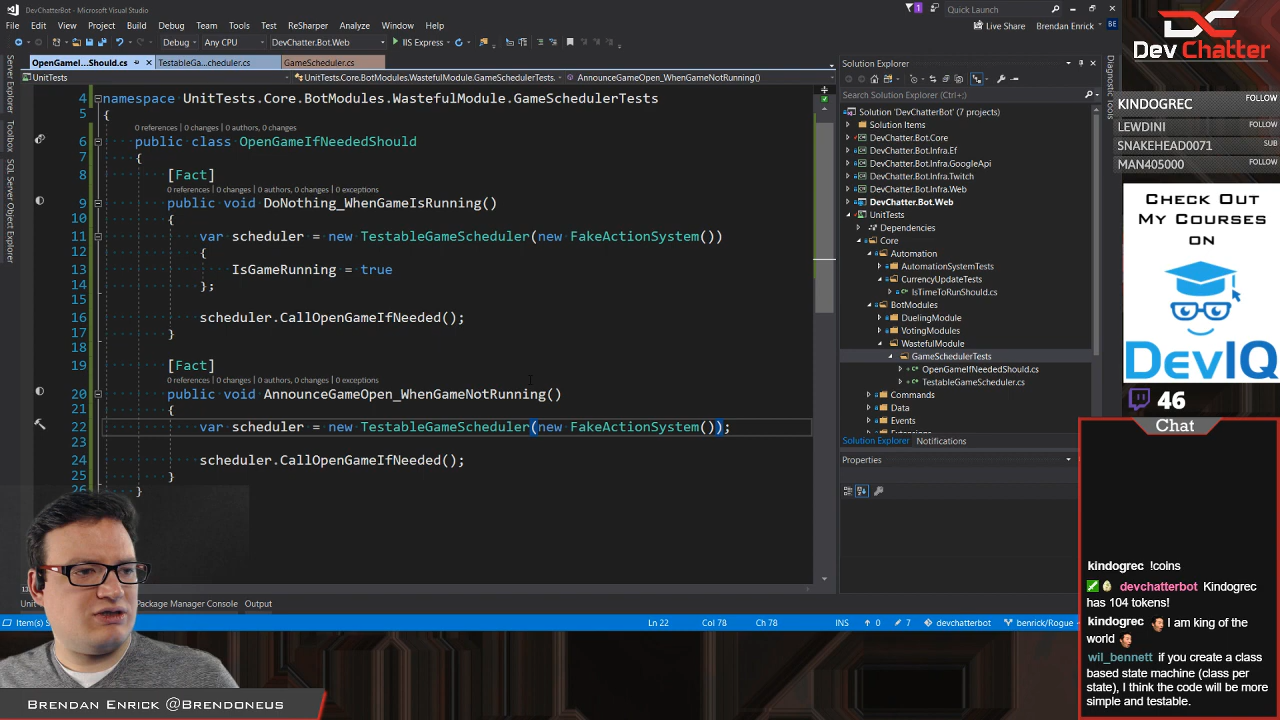 DevChatterBot - Microsoft Visual Studio
1
Quick Launch
File Edit View Project Build Debug Team Tools Test ReSharper Analyze Window Help
Live Share
Brendan Enrick
BE
Debug Any CPU DevChatter.Bot.Web IIS Express
OpenGameI...Should.cs TestableGa...cheduler.cs GameScheduler.cs
UnitTests UnitTests.Core.BotModules.WastefulModule.GameSchedulerTests. AnnounceGameOpen_WhenGameNotRunning()
Server Explorer
Toolbox
SQL Server Object Explorer
4 namespace UnitTests.Core.BotModules.WastefulModule.GameSchedulerTests
5 {
0 references | 0 changes | 0 authors, 0 changes
6 public class OpenGameIfNeededShould
7 {
8 [Fact]
0 references | 0 changes | 0 authors, 0 changes | 0 exceptions
9 public void DoNothing_WhenGameIsRunning()
10 {
11 var scheduler = new TestableGameScheduler(new FakeActionSystem())
12 {
13 IsGameRunning = true
14 };
15
16 scheduler.CallOpenGameIfNeeded();
17 }
18
19 [Fact]
0 references | 0 changes | 0 authors, 0 changes | 0 exceptions
20 public void AnnounceGameOpen_WhenGameNotRunning()
21 {
22 var scheduler = new TestableGameScheduler(new FakeActionSystem());
23
24 scheduler.CallOpenGameIfNeeded();
25 }
26 }
Package Manager Console Output
Ln 22 Col 78 Ch 78 INS 0 7 devchatterbot benrick/Rogue
Solution Explorer
Search Solution Explorer (Ctrl+;)
Solution 'DevChatterBot' (7 projects)
Solution Items
DevChatter.Bot.Core
DevChatter.Bot.Infra.Ef
DevChatter.Bot.Infra.GoogleApi
DevChatter.Bot.Infra.Twitch
DevChatter.Bot.Infra.Web
DevChatter.Bot.Web
UnitTests
Dependencies
Core
Automation
AutomationSystemTests
CurrencyUpdateTests
IsTimeToRunShould.cs
BotModules
DuelingModule
VotingModules
WastefulModule
GameSchedulerTests
OpenGameIfNeededShould.cs
TestableGameScheduler.cs
Commands
Data
Events
Solution Explorer Notifications
Properties
Diagnostic Tools
Dev Chatter
KINDOGREC FOLLOW
LEWDINI FOLLOW
SNAKEHEAD0071 SUB
MAN405000 FOLLOW
Check Out
My Courses
on
DevIQ
46
Chat
kindogrec !coins
devchatterbot Kindogrec
has 104 tokens!
kindogrec I am king of the
world
wil_bennett if you create a class
based state machine (class per
state), I think the code will be more
simple and testable.
Brendan Enrick @Brendoneus